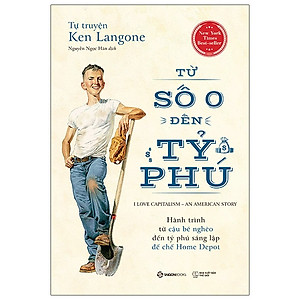 Tự truyện
Ken Langone
Nguyễn Ngọc Hân dịch
New York
Times
Best-seller
TỪ
SỐ 0
ĐẾN
TỶ
PHÚ
I LOVE CAPITALISM – AN AMERICAN STORY
Hành trình
từ cậu bé nghèo
đến tỷ phú sáng lập
đế chế Home Depot
SAIGONBOOKS